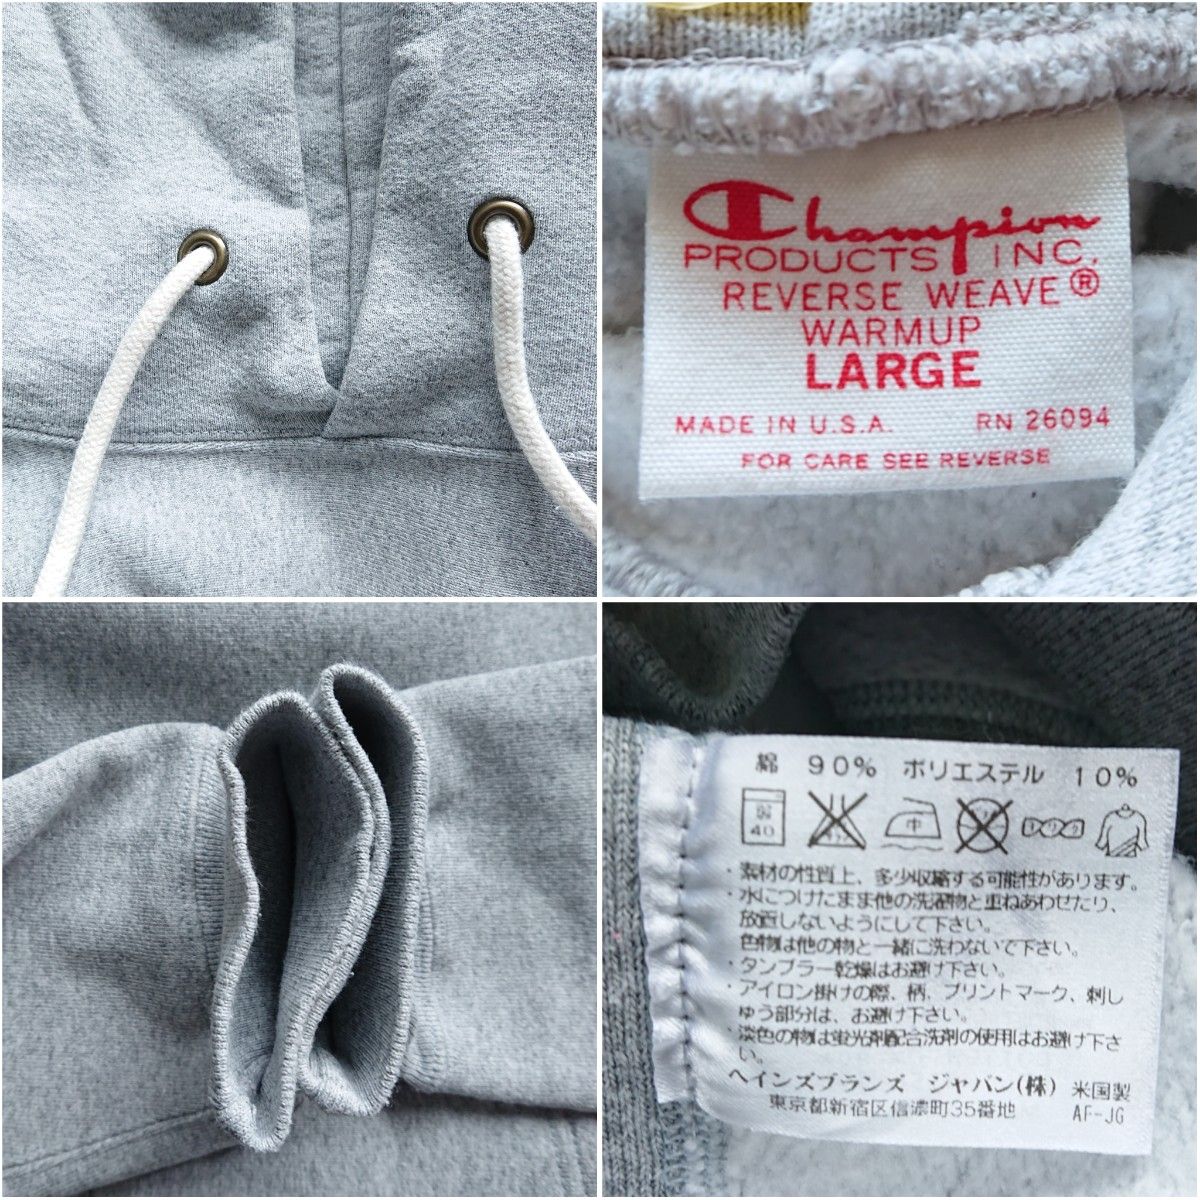 Champion
PRODUCTS INC.
REVERSE WEAVE®
WARMUP
LARGE
MADE IN U.S.A. RN 26094
FOR CARE SEE REVERSE
綿 90% ポリエステル 10%
40 中
・素材の性質上、多少収縮する可能性があります。
・水につけたまま他の洗濯物と重ねあわせたり、
放置しないようにして下さい。
色物は他の物と一緒に洗わないで下さい。
・タンブラー乾燥はお避け下さい。
・アイロン掛けの際、柄、プリントマーク、刺し
ゅう部分は、お避け下さい。
・淡色の物は蛍光剤配合洗剤の使用はお避け下さ
い。
ヘインズブランズ ジャパン(株) 米国製
東京都新宿区信濃町35番地 AF-JG